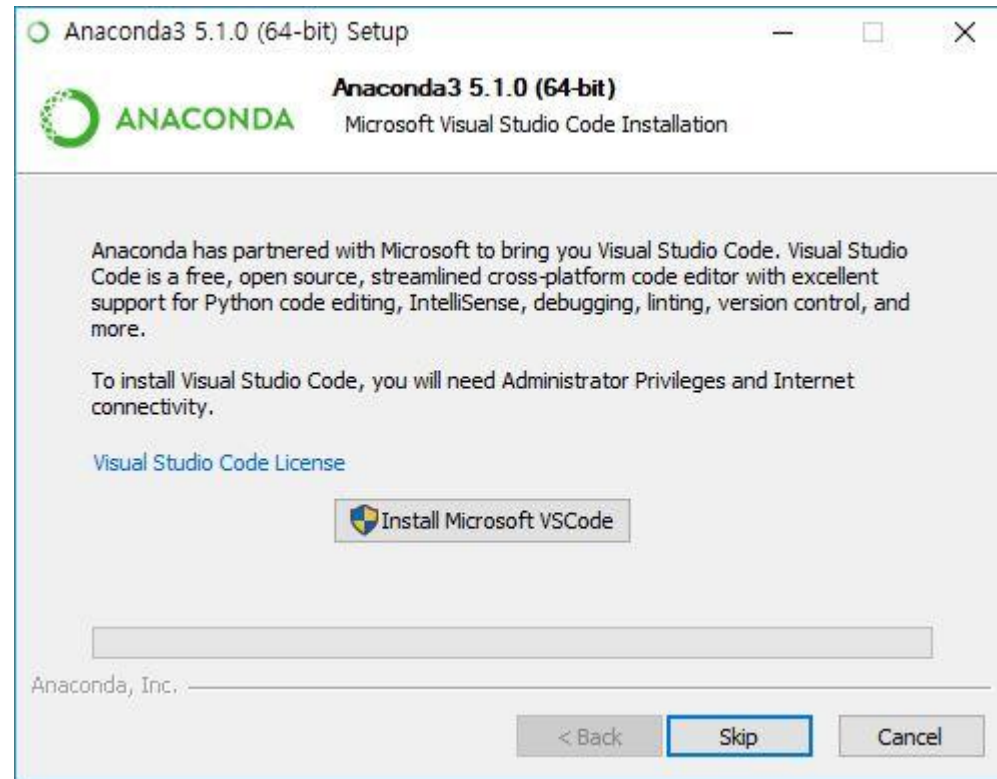 Anaconda3 5.1.0 (64-bit) Setup
ANACONDA
Anaconda3 5.1.0 (64-bit)
Microsoft Visual Studio Code Installation
Anaconda has partnered with Microsoft to bring you Visual Studio Code. Visual Studio
Code is a free, open source, streamlined cross-platform code editor with excellent
support for Python code editing, IntelliSense, debugging, linting, version control, and
more.
To install Visual Studio Code, you will need Administrator Privileges and Internet
connectivity.
Visual Studio Code License
Install Microsoft VSCode
Anaconda, Inc.
< Back
Skip
Cancel